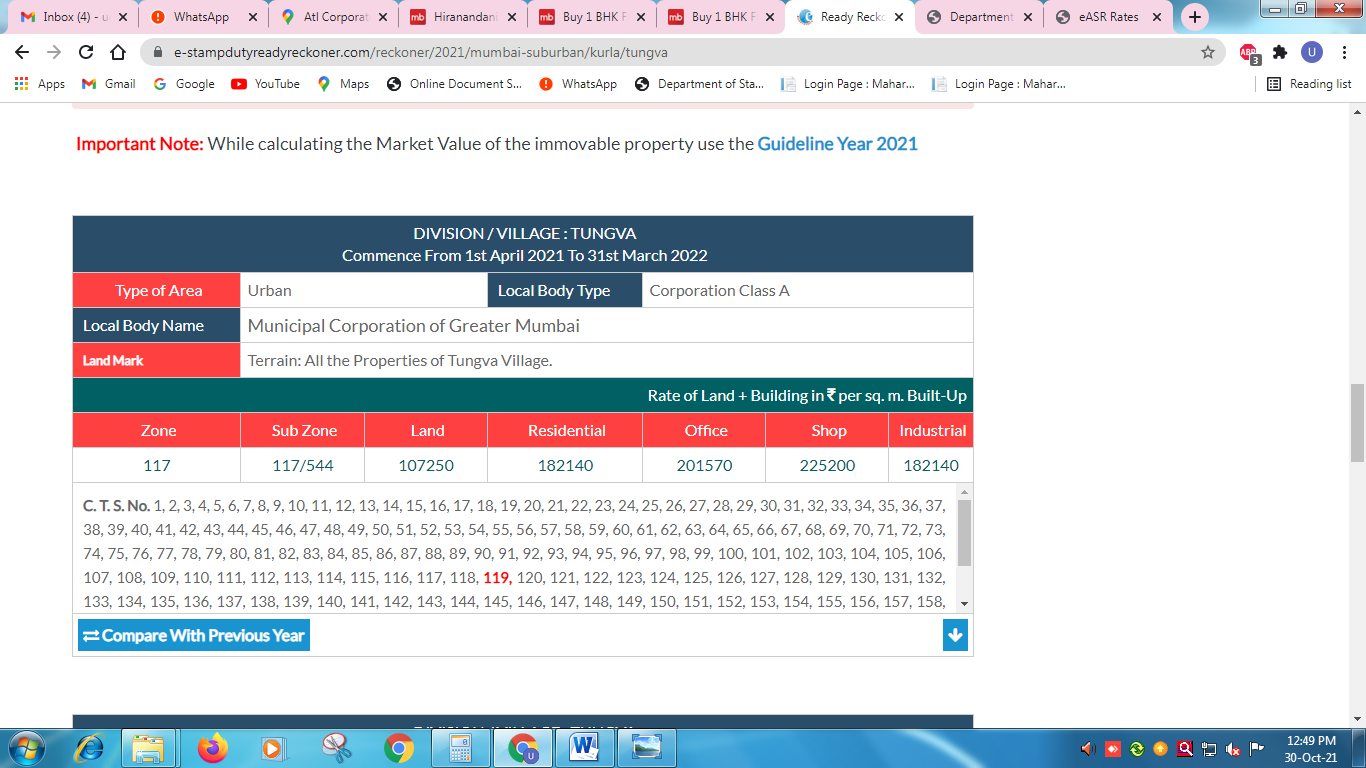 Inbox (4) - u
WhatsApp
Atl Corporat
Hiranandani
Buy 1 BHK F
Buy 1 BHK F
Ready Recko
Department
eASR Rates
e-stampdutyreadyreckoner.com/reckoner/2021/mumbai-suburban/kurla/tungva
ABP
3
U
Apps
Gmail
Google
YouTube
Maps
Online Document S...
WhatsApp
Department of Sta...
Login Page : Mahar...
Login Page : Mahar...
Reading list
Important Note: While calculating the Market Value of the immovable property use the Guideline Year 2021
DIVISION / VILLAGE : TUNGVA
Commence From 1st April 2021 To 31st March 2022
Type of Area Urban Local Body Type Corporation Class A
Local Body Name Municipal Corporation of Greater Mumbai
Land Mark Terrain: All the Properties of Tungva Village.
Rate of Land + Building in ₹ per sq. m. Built-Up
Zone Sub Zone Land Residential Office Shop Industrial
117 117/544 107250 182140 201570 225200 182140
C. T. S. No. 1, 2, 3, 4, 5, 6, 7, 8, 9, 10, 11, 12, 13, 14, 15, 16, 17, 18, 19, 20, 21, 22, 23, 24, 25, 26, 27, 28, 29, 30, 31, 32, 33, 34, 35, 36, 37,
38, 39, 40, 41, 42, 43, 44, 45, 46, 47, 48, 49, 50, 51, 52, 53, 54, 55, 56, 57, 58, 59, 60, 61, 62, 63, 64, 65, 66, 67, 68, 69, 70, 71, 72, 73,
74, 75, 76, 77, 78, 79, 80, 81, 82, 83, 84, 85, 86, 87, 88, 89, 90, 91, 92, 93, 94, 95, 96, 97, 98, 99, 100, 101, 102, 103, 104, 105, 106,
107, 108, 109, 110, 111, 112, 113, 114, 115, 116, 117, 118, 119, 120, 121, 122, 123, 124, 125, 126, 127, 128, 129, 130, 131, 132,
133, 134, 135, 136, 137, 138, 139, 140, 141, 142, 143, 144, 145, 146, 147, 148, 149, 150, 151, 152, 153, 154, 155, 156, 157, 158,
Compare With Previous Year
12:49 PM
30-Oct-21